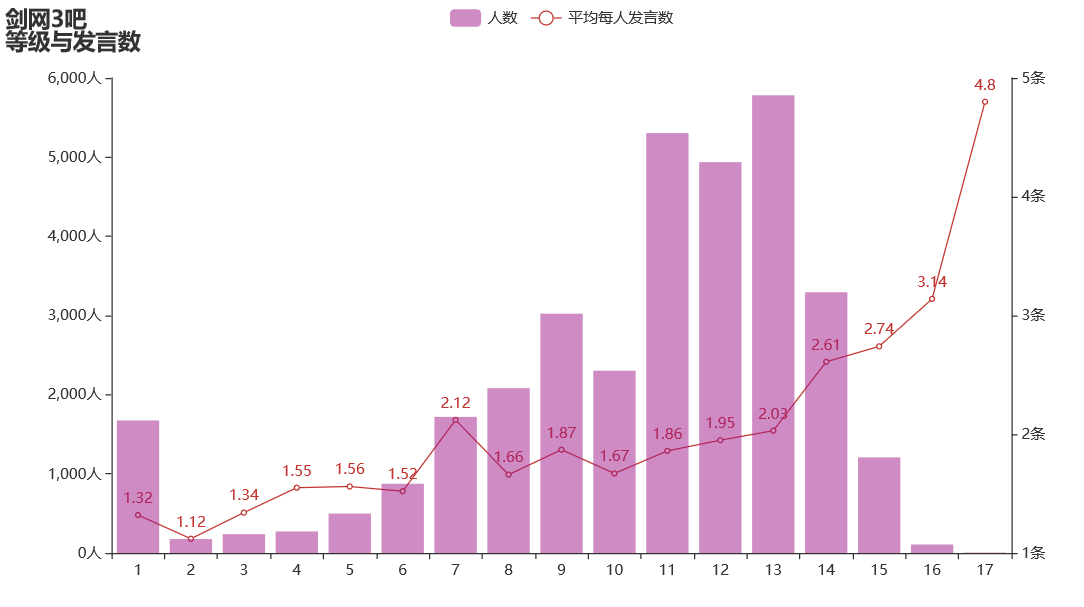 剑网3吧
等级与发言数
人数 平均每人发言数
6,000人
5,000人
4,000人
3,000人
2,000人
1,000人
0人
5条
4条
3条
2条
1条
1.32 1.12 1.34 1.55 1.56 1.52 2.12 1.66 1.87 1.67 1.86 1.95 2.03 2.61 2.74 3.14 4.8
1 2 3 4 5 6 7 8 9 10 11 12 13 14 15 16 17